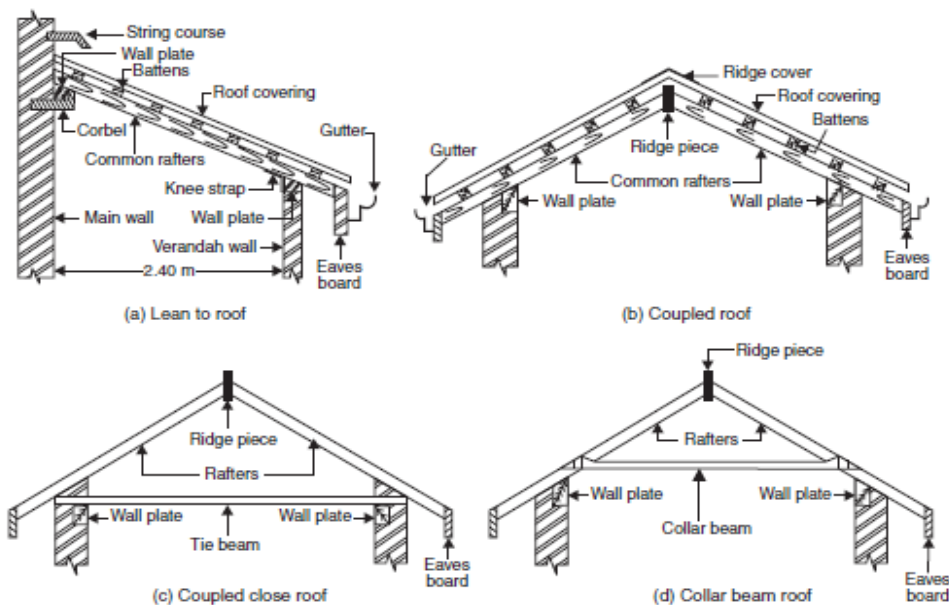 String course
Wall plate
Battens
Roof covering
Corbel
Common rafters
Gutter
Knee strap
Wall plate
Main wall
Verandah wall
2.40 m
Eaves
board
(a) Lean to roof
Ridge cover
Roof covering
Battens
Gutter
Ridge piece
Common rafters
Wall plate
Wall plate
Eaves
board
(b) Coupled roof
Ridge piece
Rafters
Wall plate
Wall plate
Tie beam
Eaves
board
(c) Coupled close roof
Ridge piece
Rafters
Wall plate
Wall plate
Collar beam
Eaves
board
(d) Collar beam roof